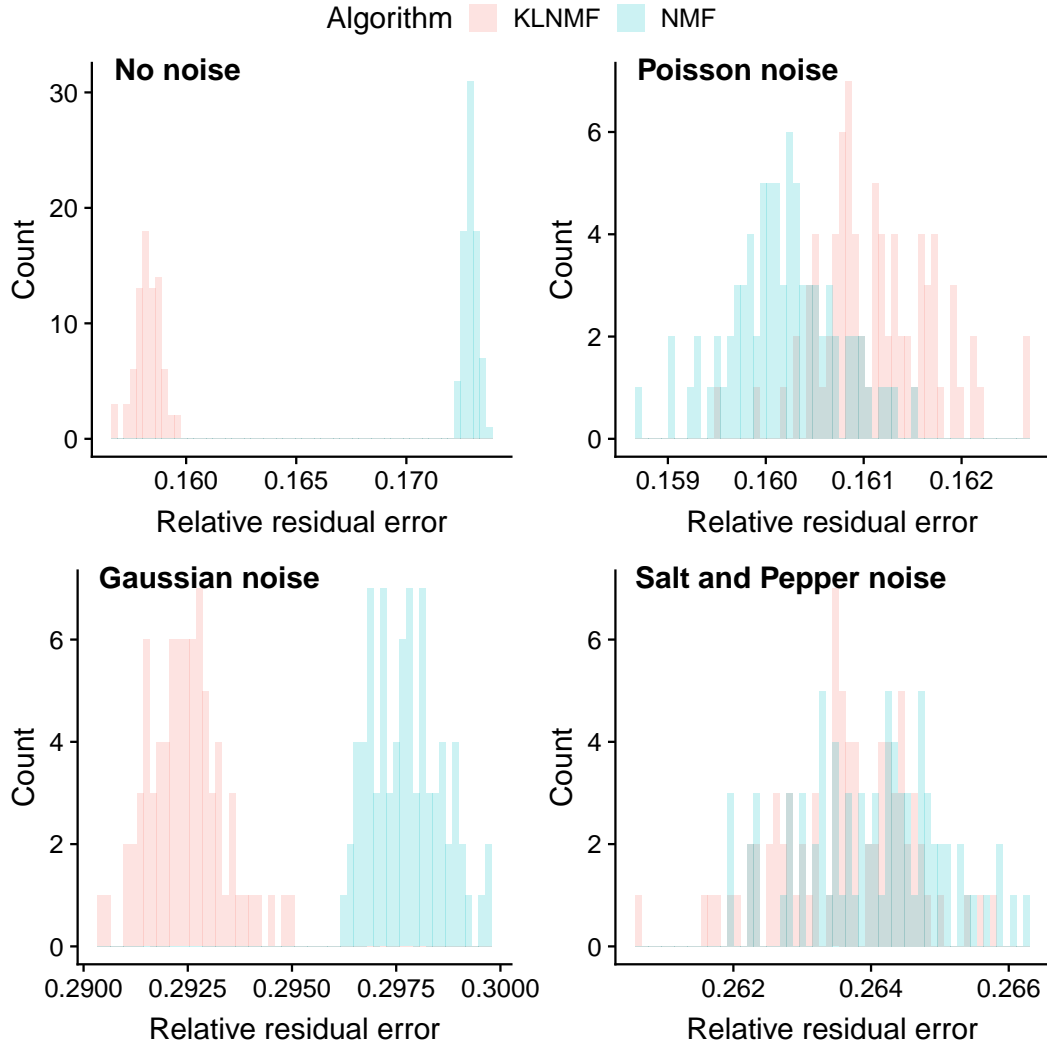 Algorithm KLNMF NMF
No noise
Count
30
20
10
0
0.160 0.165 0.170
Relative residual error
Poisson noise
Count
6
4
2
0
0.159 0.160 0.161 0.162
Relative residual error
Gaussian noise
Count
6
4
2
0
0.2900 0.2925 0.2950 0.2975 0.3000
Relative residual error
Salt and Pepper noise
Count
6
4
2
0
0.262 0.264 0.266
Relative residual error